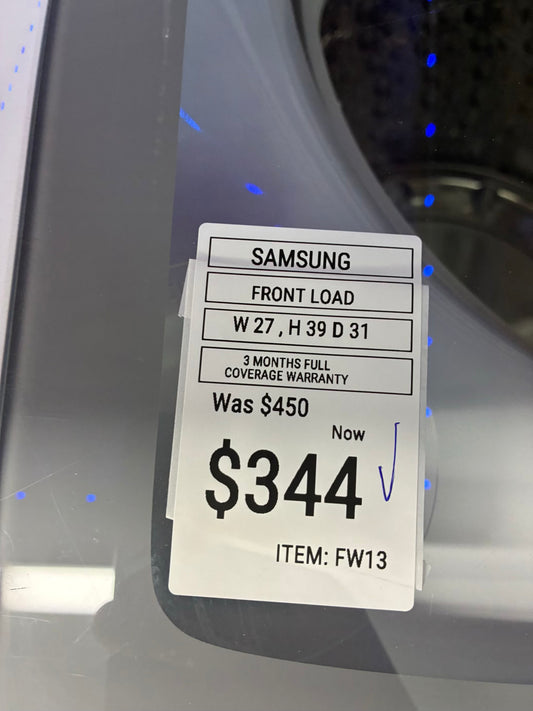 SAMSUNG
FRONT LOAD
W 27 , H 39 D 31
3 MONTHS FULL
COVERAGE WARRANTY
Was $450
Now
$344
ITEM: FW13